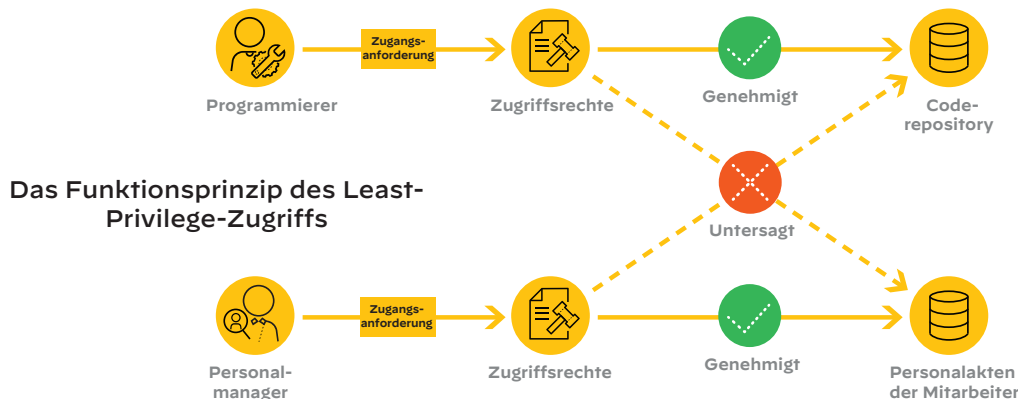 Zugangs-
anforderung
Programmierer
Zugriffsrechte
Genehmigt
Code-
repository
Das Funktionsprinzip des Least-
Privilege-Zugriffs
Untersagt
Zugangs-
anforderung
Personal-
manager
Zugriffsrechte
Genehmigt
Personalakten
der Mitarbeiter